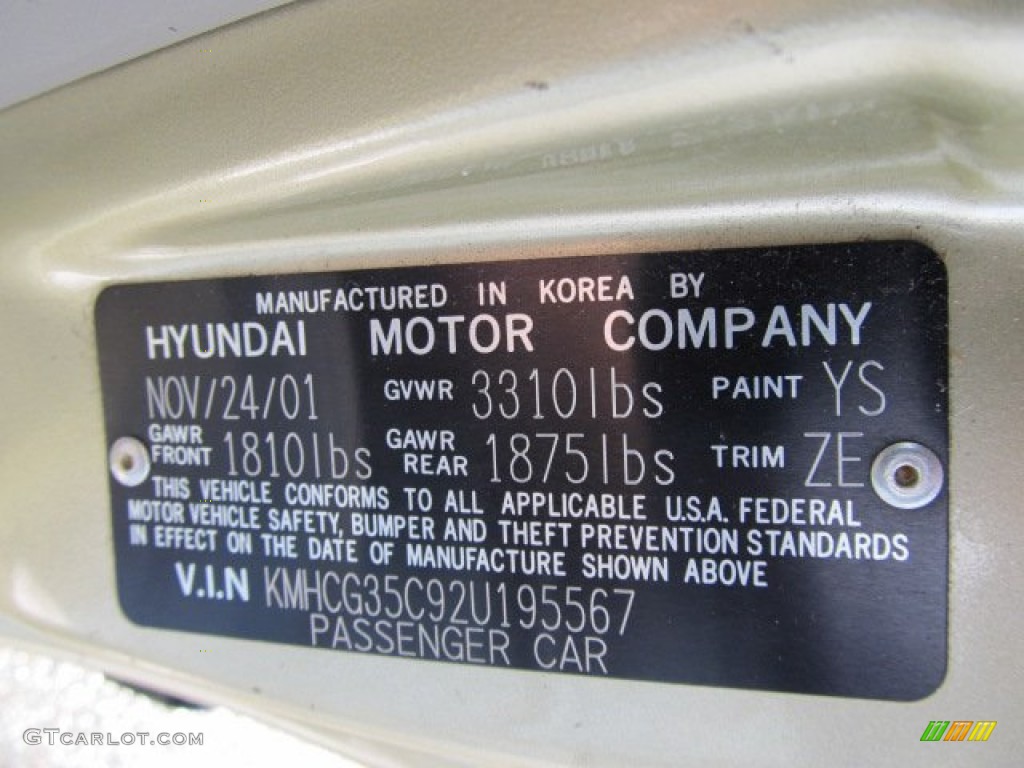 MANUFACTURED IN KOREA BY
HYUNDAI MOTOR COMPANY
NOV/24/01 GVWR 3310lbs PAINT YS
GAWR FRONT 1810lbs GAWR REAR 1875lbs TRIM ZE
THIS VEHICLE CONFORMS TO ALL APPLICABLE U.S.A. FEDERAL
MOTOR VEHICLE SAFETY, BUMPER AND THEFT PREVENTION STANDARDS
IN EFFECT ON THE DATE OF MANUFACTURE SHOWN ABOVE
V.I.N KMHCG35C92U195567
PASSENGER CAR
GTCARLOT.COM